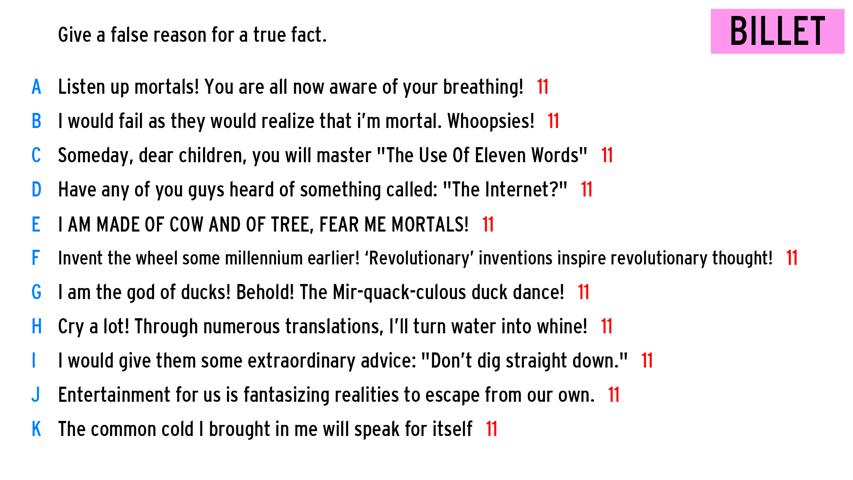 Give a false reason for a true fact.
BILLET
A Listen up mortals! You are all now aware of your breathing! 11
B I would fail as they would realize that i'm mortal. Whoopsies! 11
C Someday, dear children, you will master "The Use Of Eleven Words" 11
D Have any of you guys heard of something called: "The Internet?" 11
E I AM MADE OF COW AND OF TREE, FEAR ME MORTALS! 11
F Invent the wheel some millennium earlier! 'Revolutionary' inventions inspire revolutionary thought! 11
G I am the god of ducks! Behold! The Mir-quack-culous duck dance! 11
H Cry a lot! Through numerous translations, I'll turn water into whine! 11
I I would give them some extraordinary advice: "Don't dig straight down." 11
J Entertainment for us is fantasizing realities to escape from our own. 11
K The common cold I brought in me will speak for itself 11